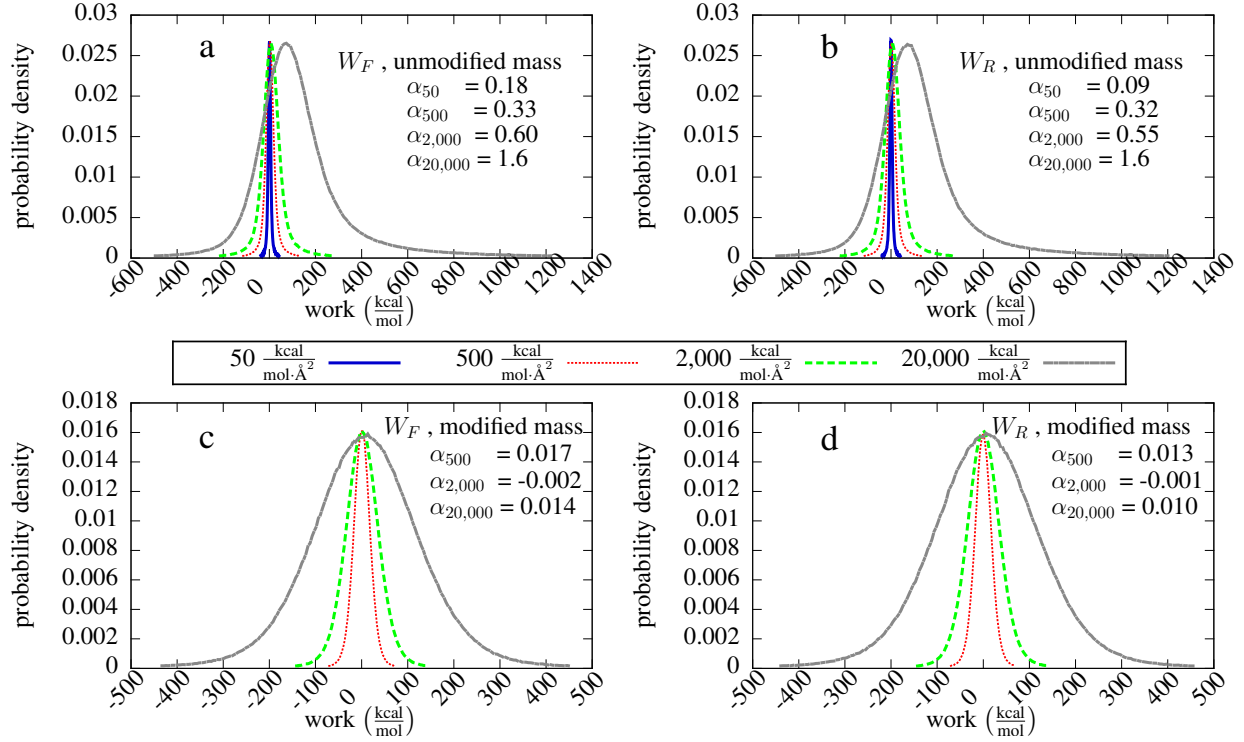 a
W_F , unmodified mass
α_50 = 0.18
α_500 = 0.33
α_2,000 = 0.60
α_20,000 = 1.6
probability density
0.03
0.025
0.02
0.015
0.01
0.005
0
-600
-400
-200
0
200
400
600
800
1000
1200
1400
work (kcal/mol)
b
W_R , unmodified mass
α_50 = 0.09
α_500 = 0.32
α_2,000 = 0.55
α_20,000 = 1.6
probability density
0.03
0.025
0.02
0.015
0.01
0.005
0
-600
-400
-200
0
200
400
600
800
1000
1200
1400
work (kcal/mol)
50 kcal/mol·Å² 500 kcal/mol·Å² 2,000 kcal/mol·Å² 20,000 kcal/mol·Å²
c
W_F , modified mass
α_500 = 0.017
α_2,000 = -0.002
α_20,000 = 0.014
probability density
0.018
0.016
0.014
0.012
0.01
0.008
0.006
0.004
0.002
0
-500
-400
-300
-200
-100
0
100
200
300
400
500
work (kcal/mol)
d
W_R , modified mass
α_500 = 0.013
α_2,000 = -0.001
α_20,000 = 0.010
probability density
0.018
0.016
0.014
0.012
0.01
0.008
0.006
0.004
0.002
0
-500
-400
-300
-200
-100
0
100
200
300
400
500
work (kcal/mol)